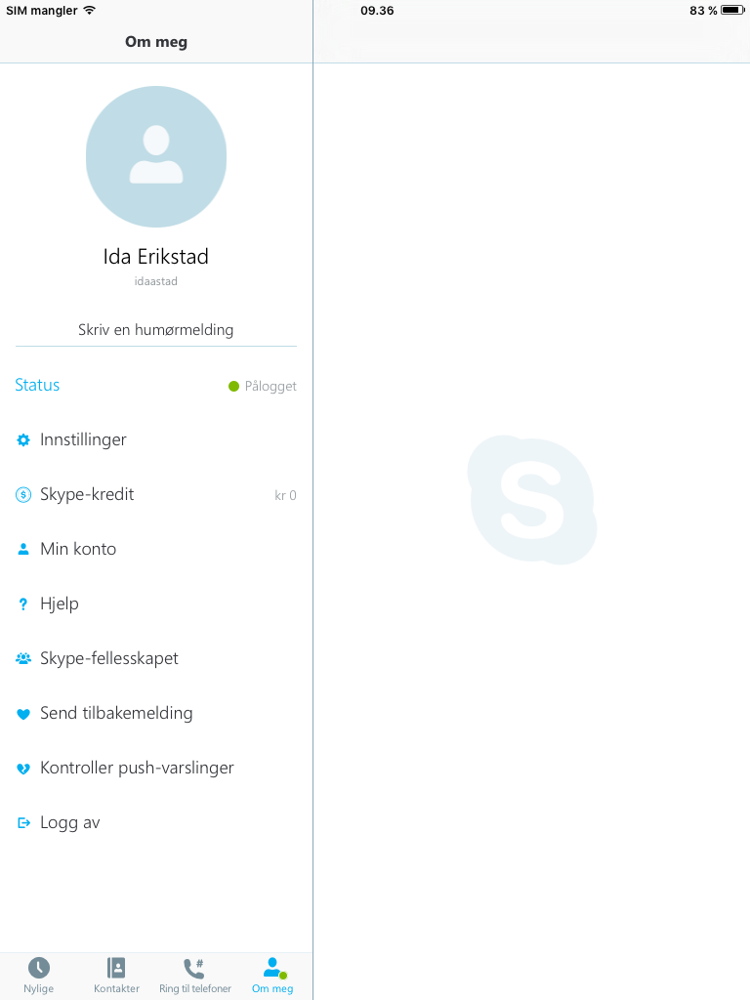 SIM mangler 09.36 83 %
Om meg
Ida Erikstad
idaastad
Skriv en humørmelding
Status Pålogget
Innstillinger
Skype-kredit kr 0
Min konto
Hjelp
Skype-fellesskapet
Send tilbakemelding
Kontroller push-varslinger
Logg av
Nylige Kontakter Ring til telefoner Om meg